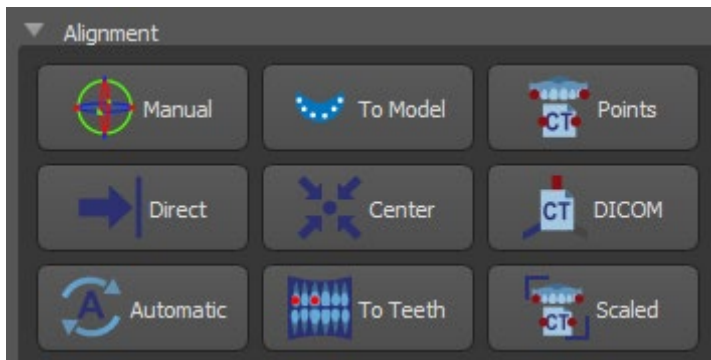 Alignment
Manual To Model CT Points
Direct Center CT DICOM
A Automatic To Teeth CT Scaled